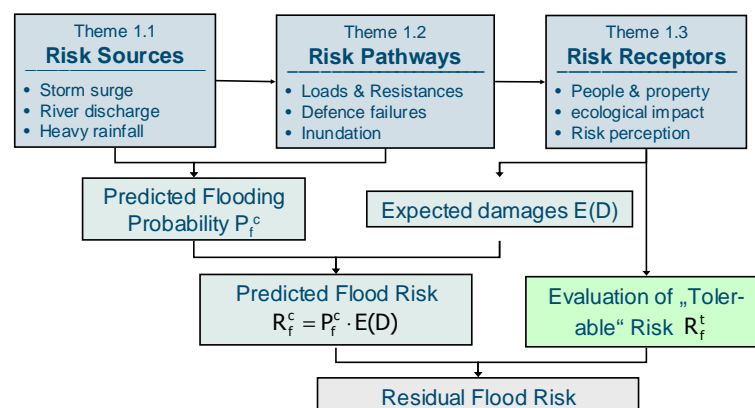 Theme 1.1
Risk Sources
• Storm surge
• River discharge
• Heavy rainfall
Theme 1.2
Risk Pathways
• Loads & Resistances
• Defence failures
• Inundation
Theme 1.3
Risk Receptors
• People & property
• ecological impact
• Risk perception
Predicted Flooding
Probability P_f^c
Expected damages E(D)
Predicted Flood Risk
R_f^c = P_f^c · E(D)
Evaluation of „Toler-
able“ Risk R_f^t
Residual Flood Risk